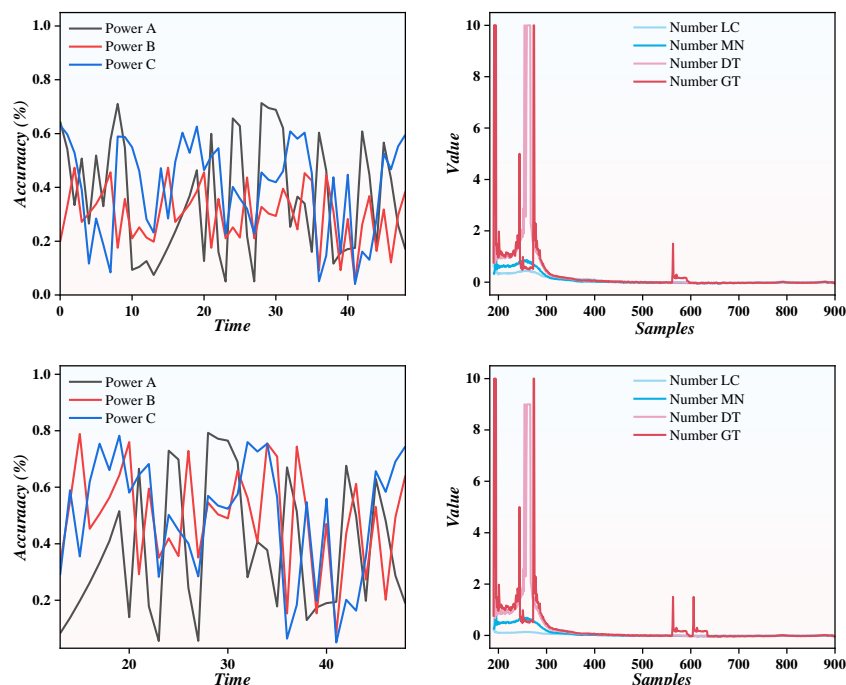 1.0
0.8
0.6
0.4
0.2
0.0
Accuraacy (%)
Power A
Power B
Power C
0
10
20
30
40
Time
10
8
6
4
2
0
Value
Number LC
Number MN
Number DT
Number GT
200
300
400
500
600
700
800
900
Samples
1.0
0.8
0.6
0.4
0.2
Accuraacy (%)
Power A
Power B
Power C
20
30
40
Time
10
8
6
4
2
0
Value
Number LC
Number MN
Number DT
Number GT
200
300
400
500
600
700
800
900
Samples